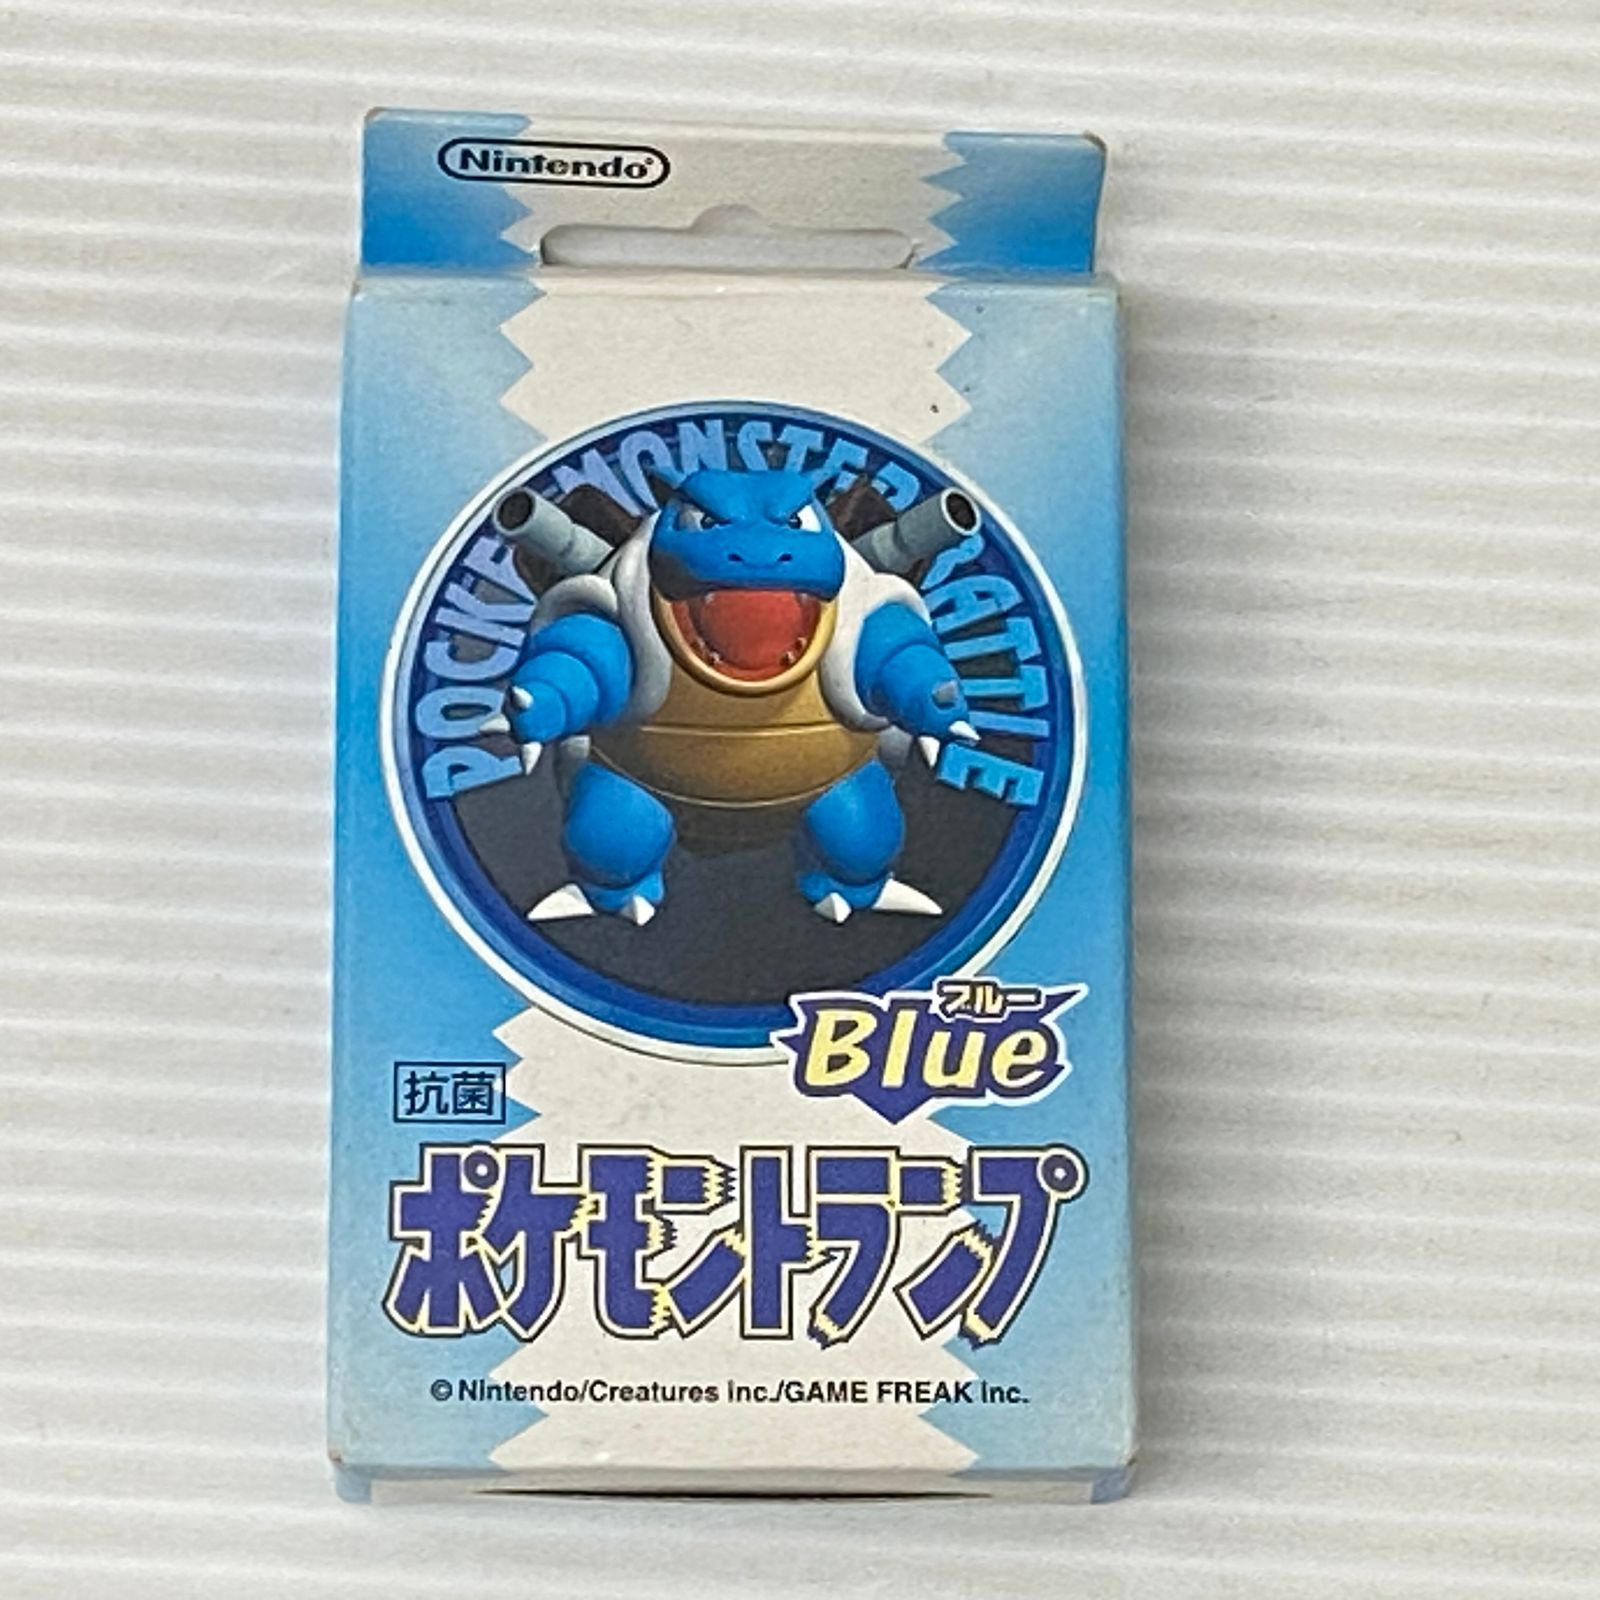 Nintendo®
POCKET MONSTER BATTLE
ブルー
Blue
抗菌
ポケモントランプ
© Nintendo/Creatures inc./GAME FREAK inc.